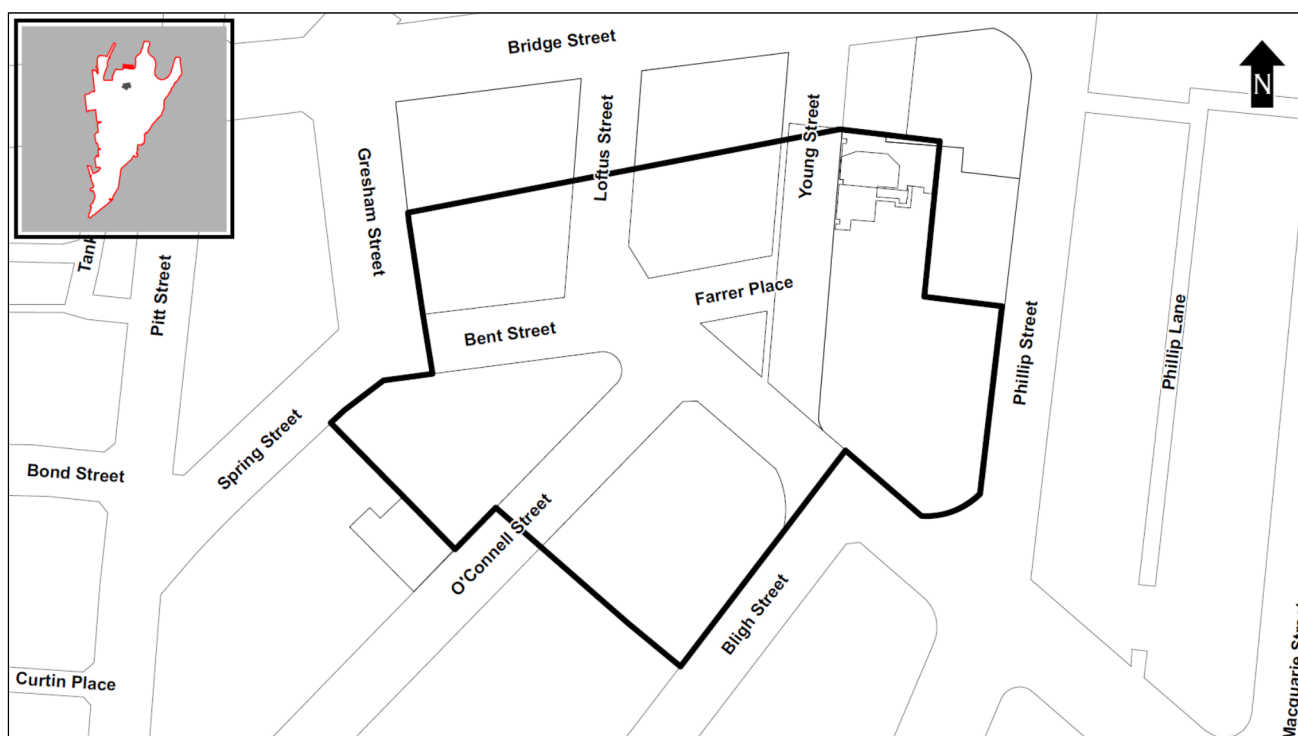 Bridge Street
N
Loftus Street
Young Street
Gresham Street
Pitt Street
Farrer Place
Bent Street
Phillip Street
Phillip Lane
Spring Street
Bond Street
O'Connell Street
Bligh Street
Curtin Place
Macquarie